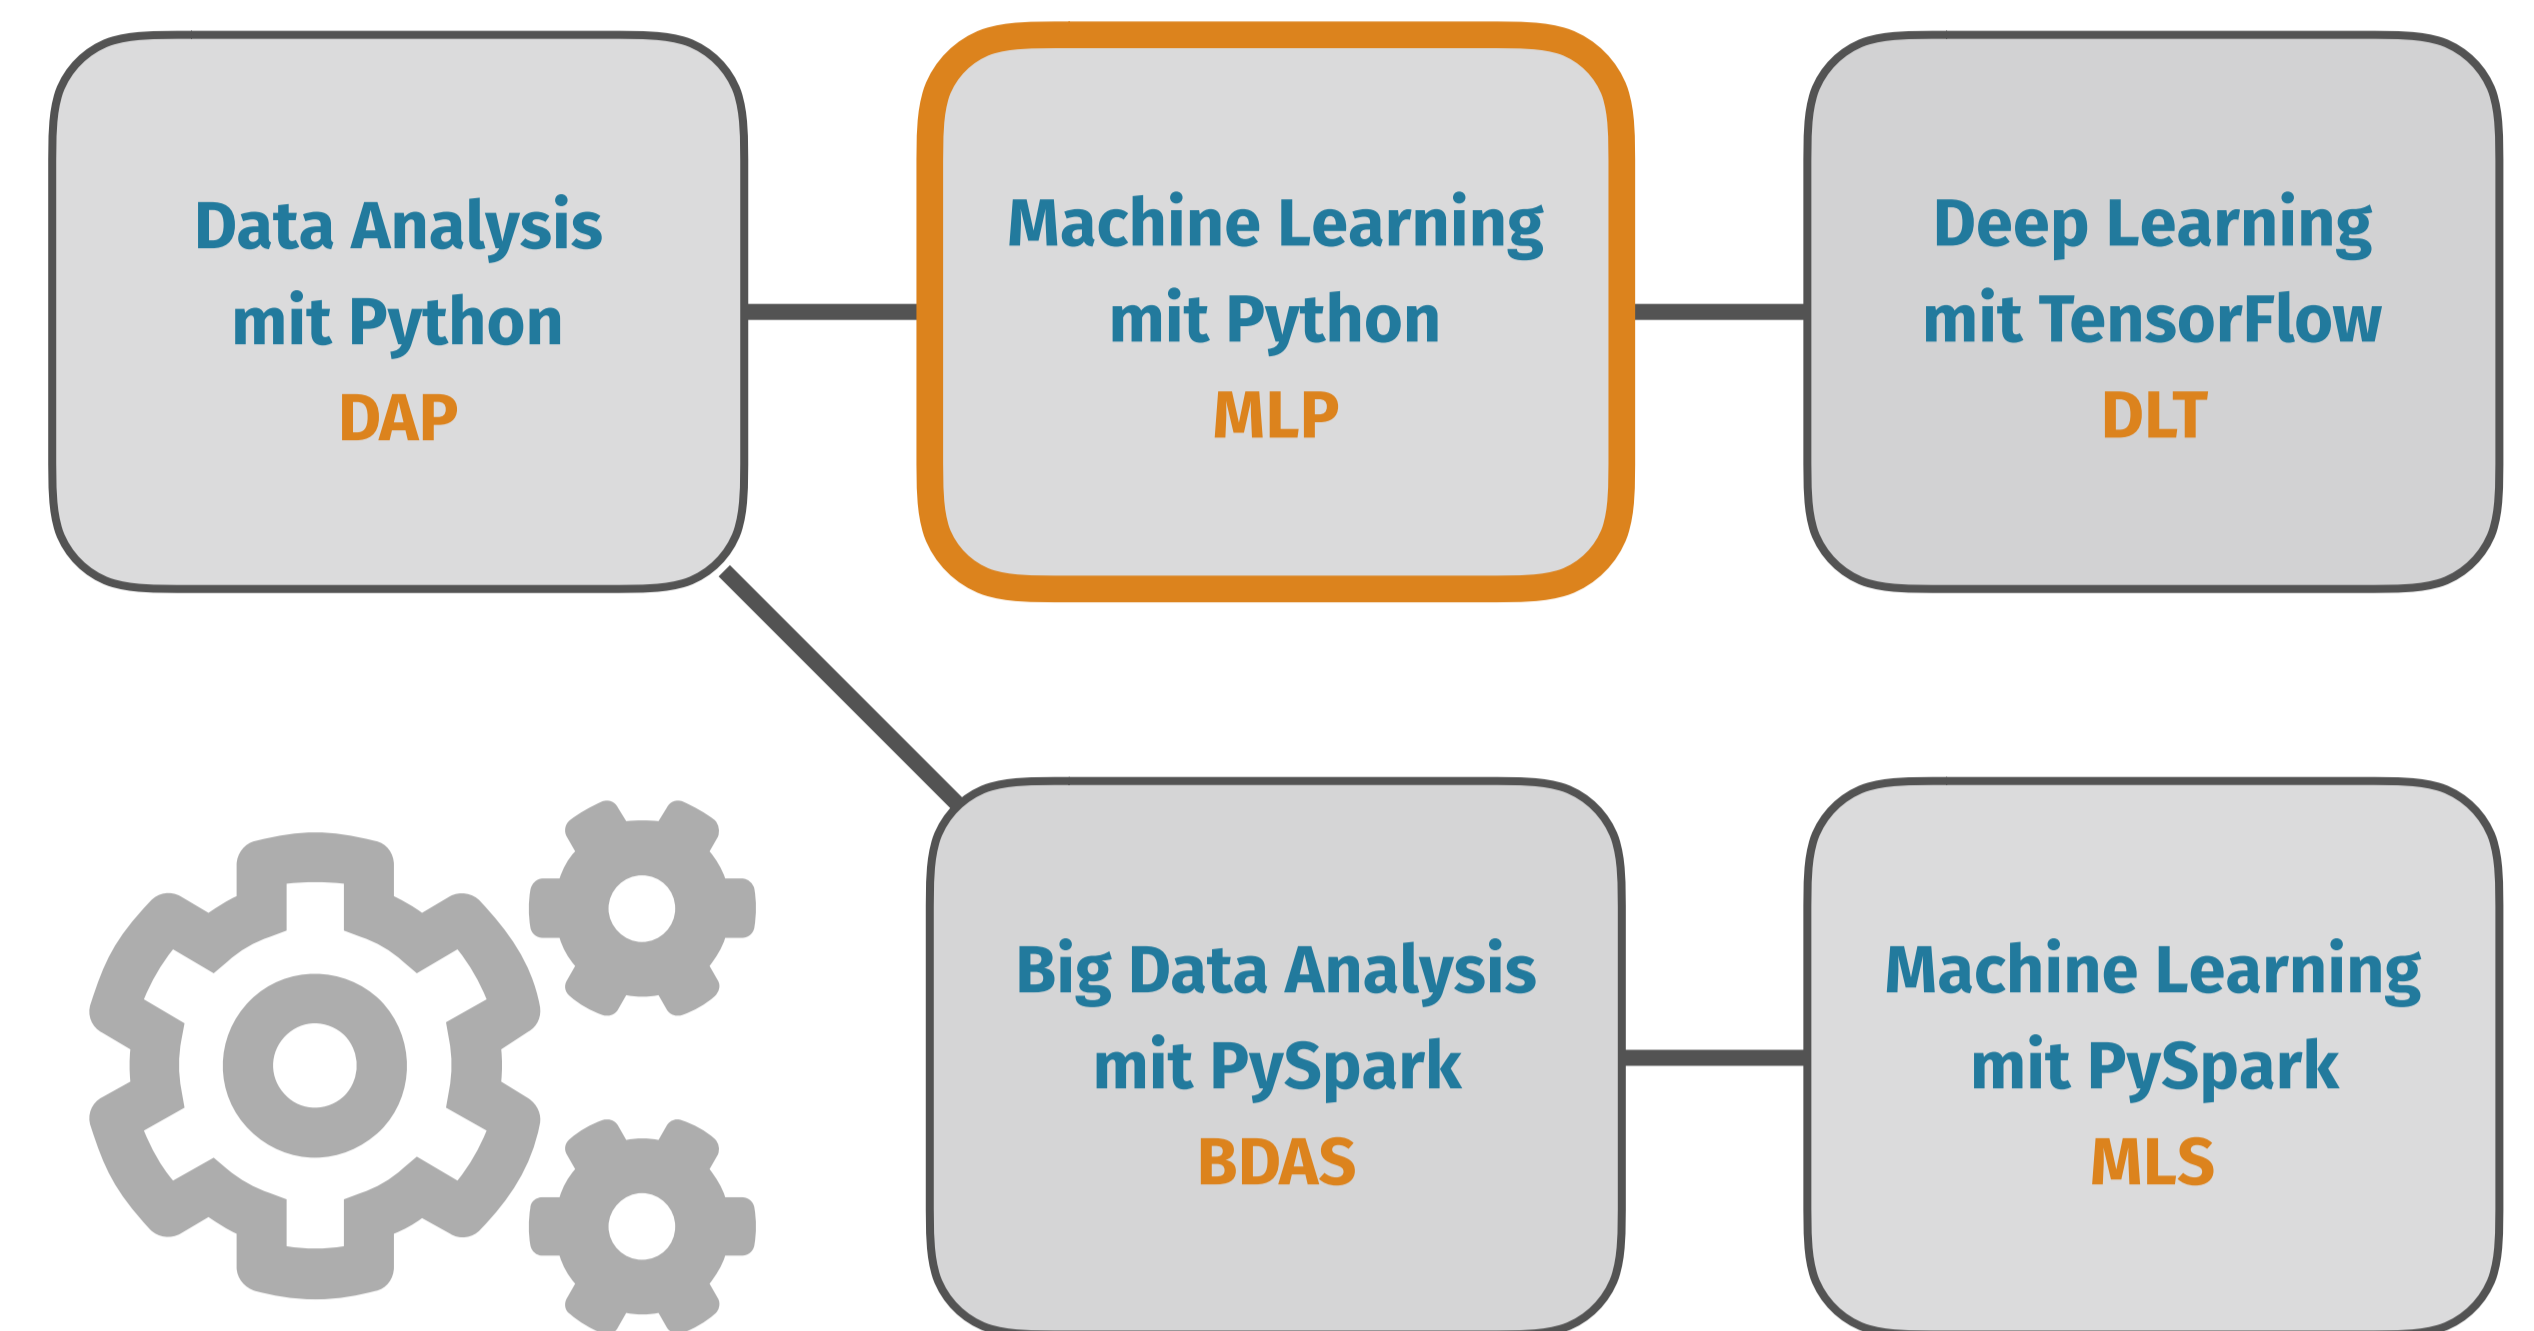 Data Analysis
mit Python
DAP
Machine Learning
mit Python
MLP
Deep Learning
mit TensorFlow
DLT
Big Data Analysis
mit PySpark
BDAS
Machine Learning
mit PySpark
MLS